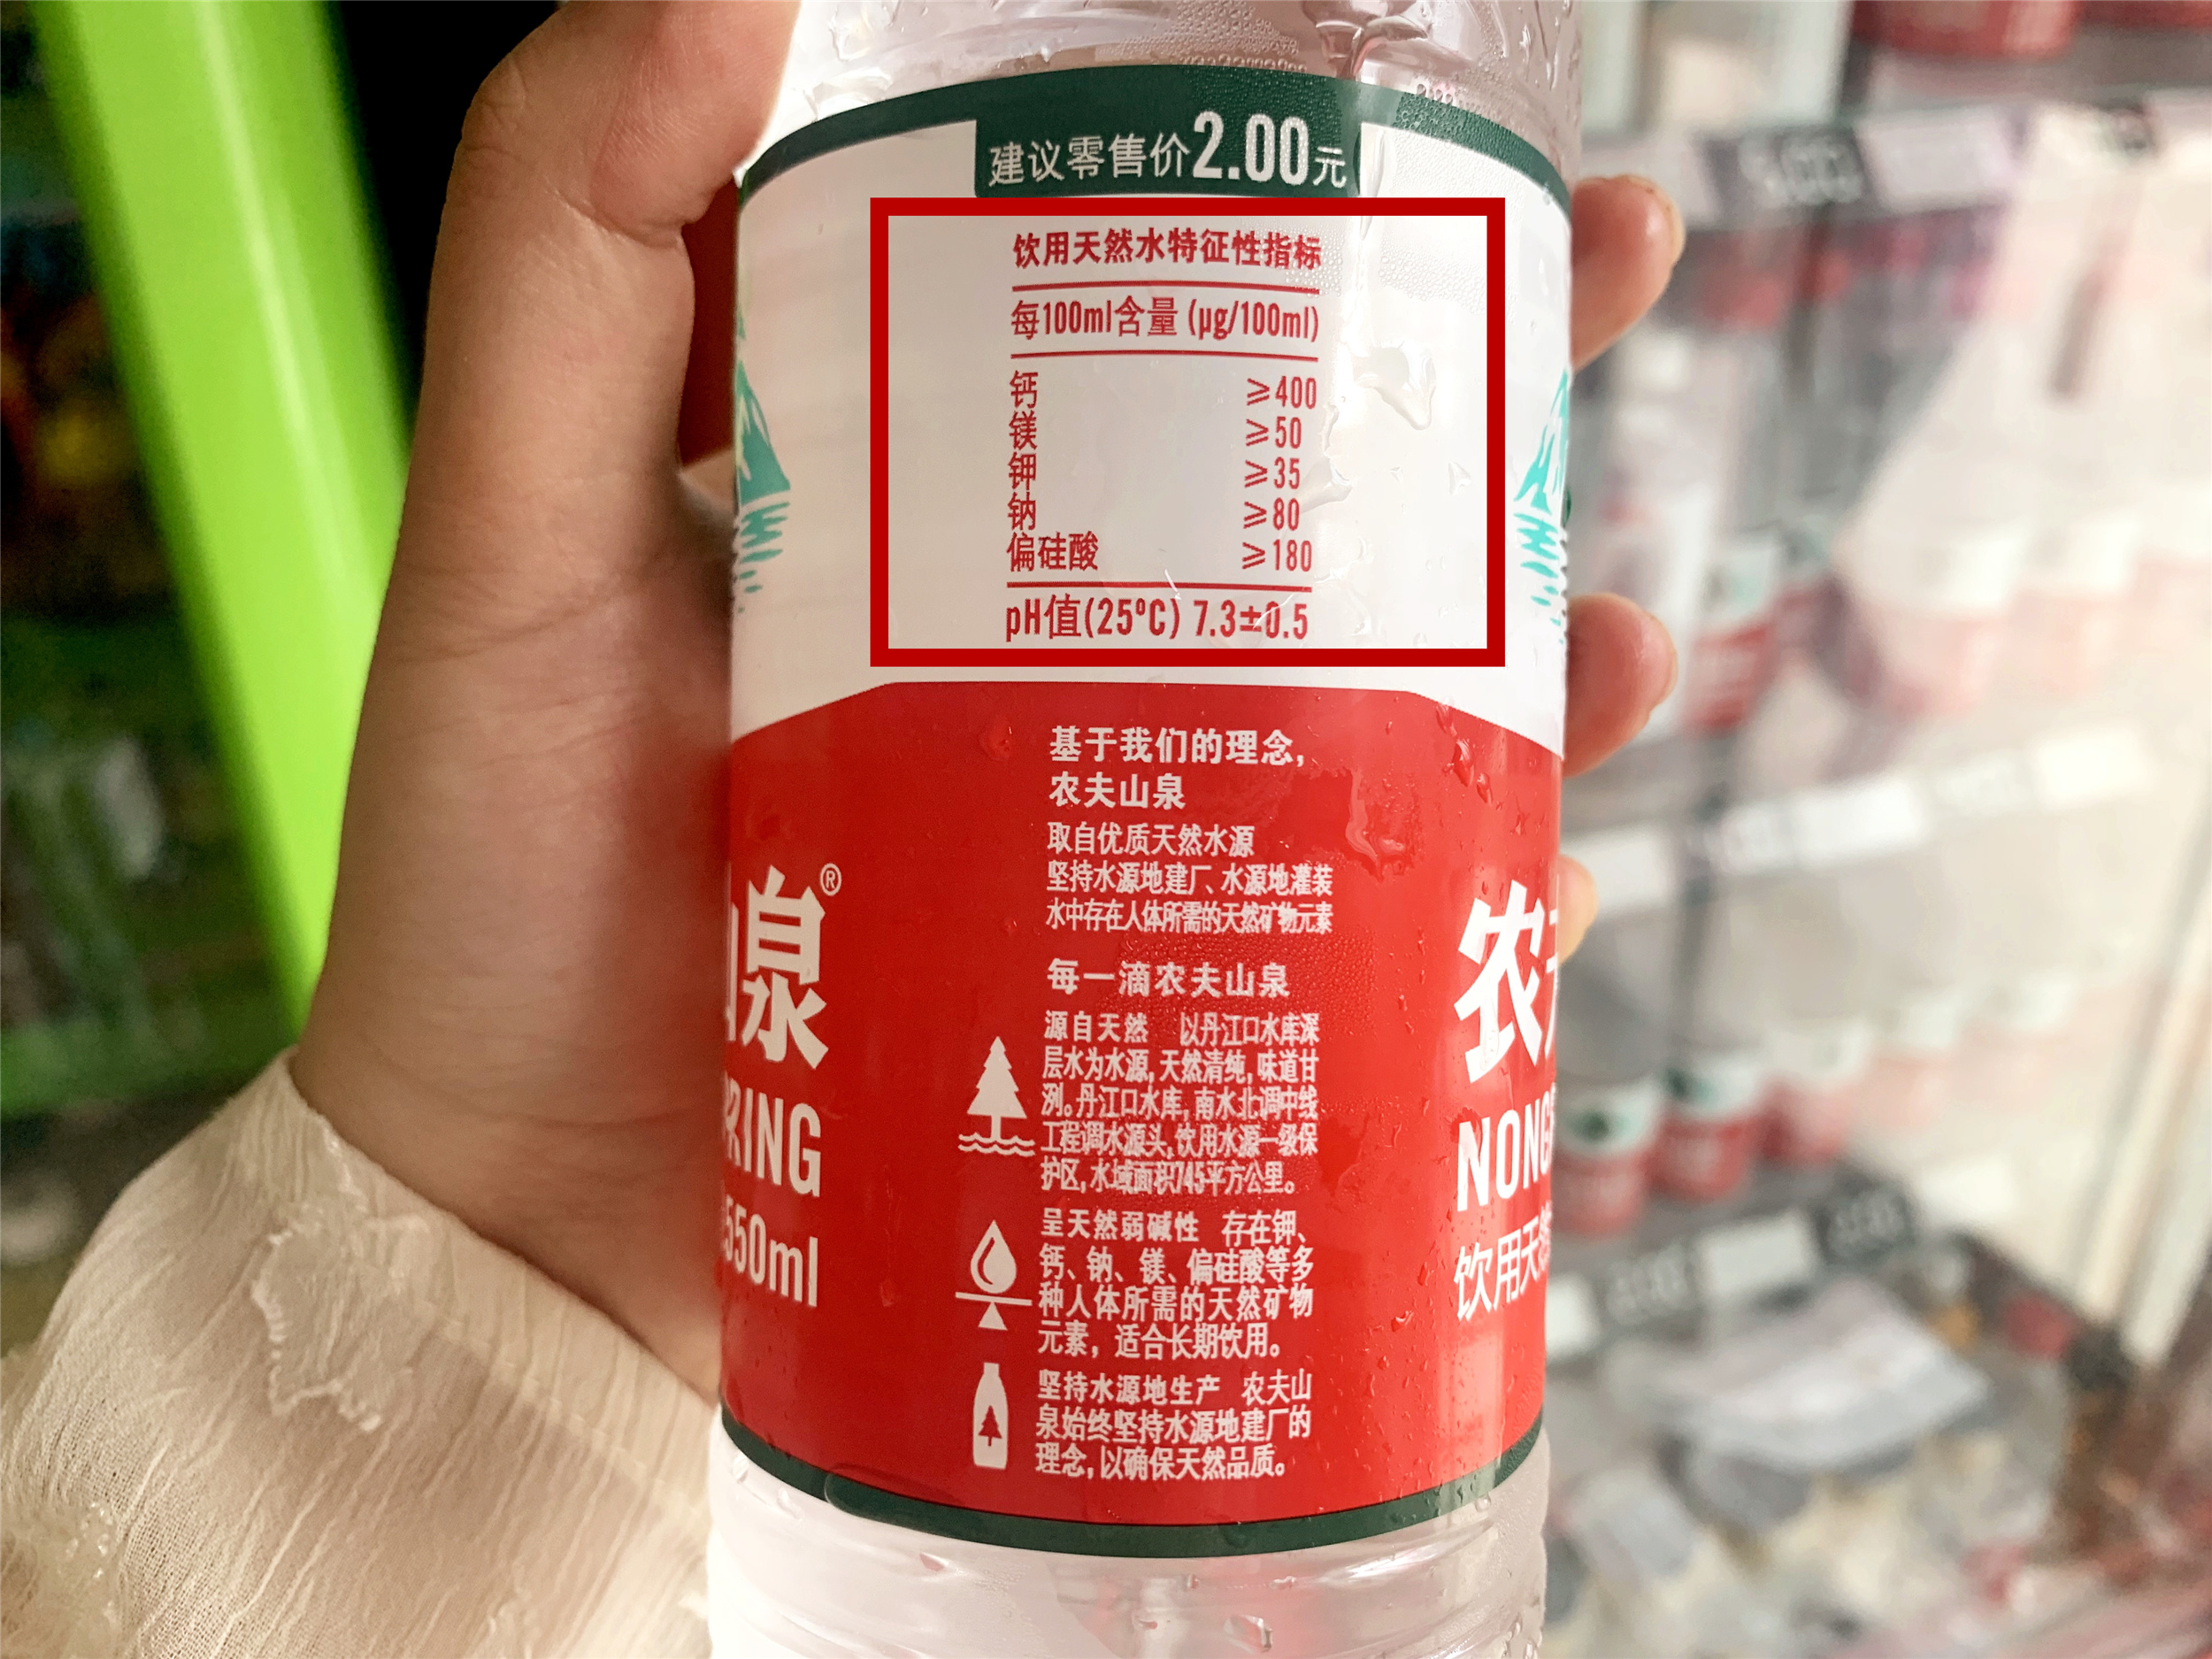 建议零售价2.00元
饮用天然水特征性指标
每100ml含量 (μg/100ml)
钙 ≥400
镁 ≥50
钾 ≥35
钠 ≥80
偏硅酸 ≥180
pH值(25℃) 7.3±0.5
基于我们的理念,
农夫山泉
取自优质天然水源
坚持水源地建厂、水源地灌装
水中存在人体所需的天然矿物元素
每一滴农夫山泉
源自天然 以丹江口水库深
层水为水源,天然清纯,味道甘
冽。丹江口水库,南水北调中线
工程调水源头,饮用水源一级保
护区,水域面积745平方公里。
呈天然弱碱性 存在钾、
钙、钠、镁、偏硅酸等多
种人体所需的天然矿物
元素，适合长期饮用。
坚持水源地生产 农夫山
泉始终坚持水源地建厂的
理念,以确保天然品质。
泉®
RING
550ml
农
NONG
饮用天